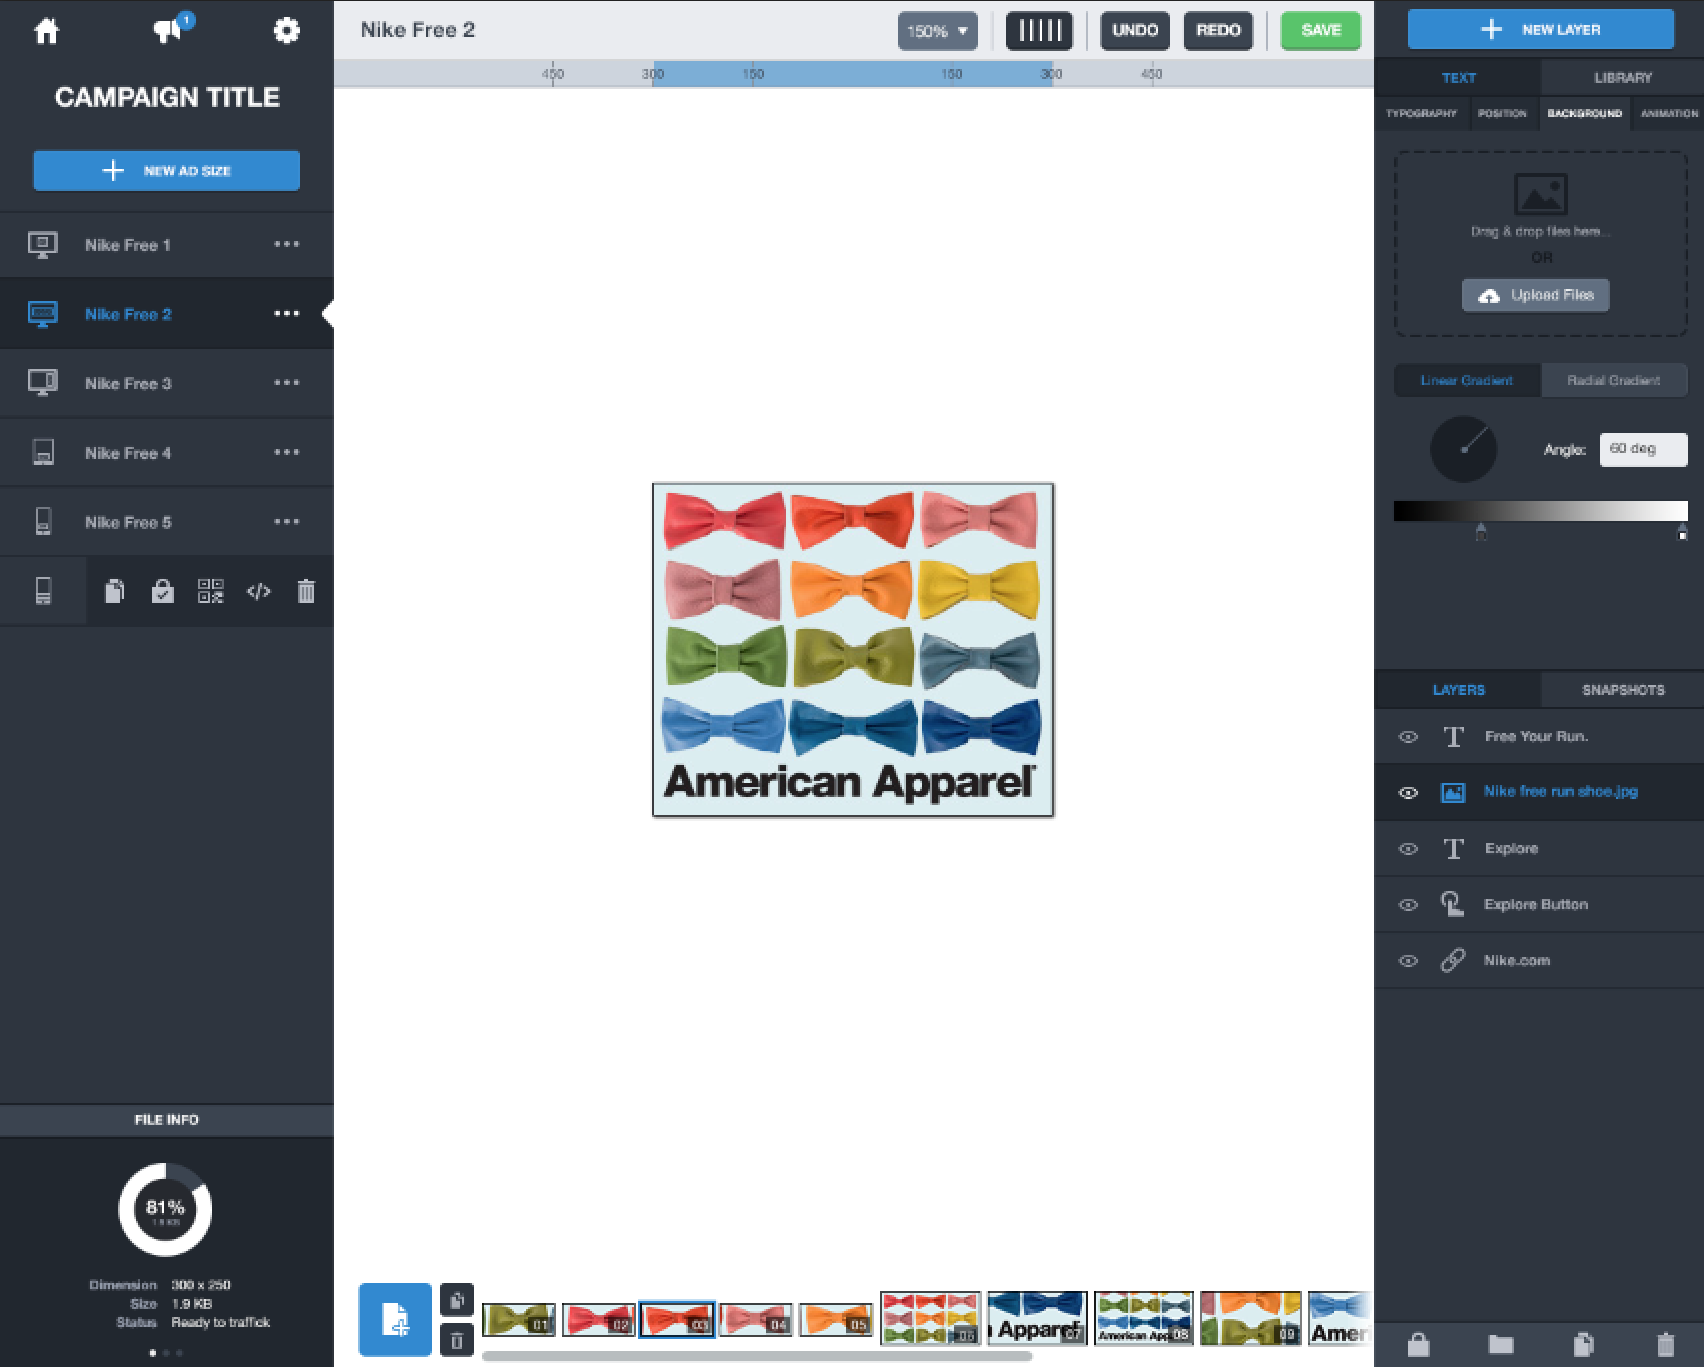 1
CAMPAIGN TITLE
NEW AD SIZE
Nike Free 1
Nike Free 2
Nike Free 3
Nike Free 4
Nike Free 5
</>
FILE INFO
81%
1.9 KB
Dimension 300 x 250
Size 1.9 KB
Status Ready to traffick
Nike Free 2
150%
UNDO
REDO
SAVE
450 300 150 150 300 450
American Apparel
01 02 03 04 05 06 07 08 09
Apparel
American App
Amer
NEW LAYER
TEXT LIBRARY
TYPOGRAPHY POSITION BACKGROUND ANIMATION
Drag & drop files here...
OR
Upload Files
Linear Gradient Radial Gradient
Angle: 60 deg
LAYERS SNAPSHOTS
T Free Your Run.
Nike free run shoe.jpg
T Explore
Explore Button
Nike.com